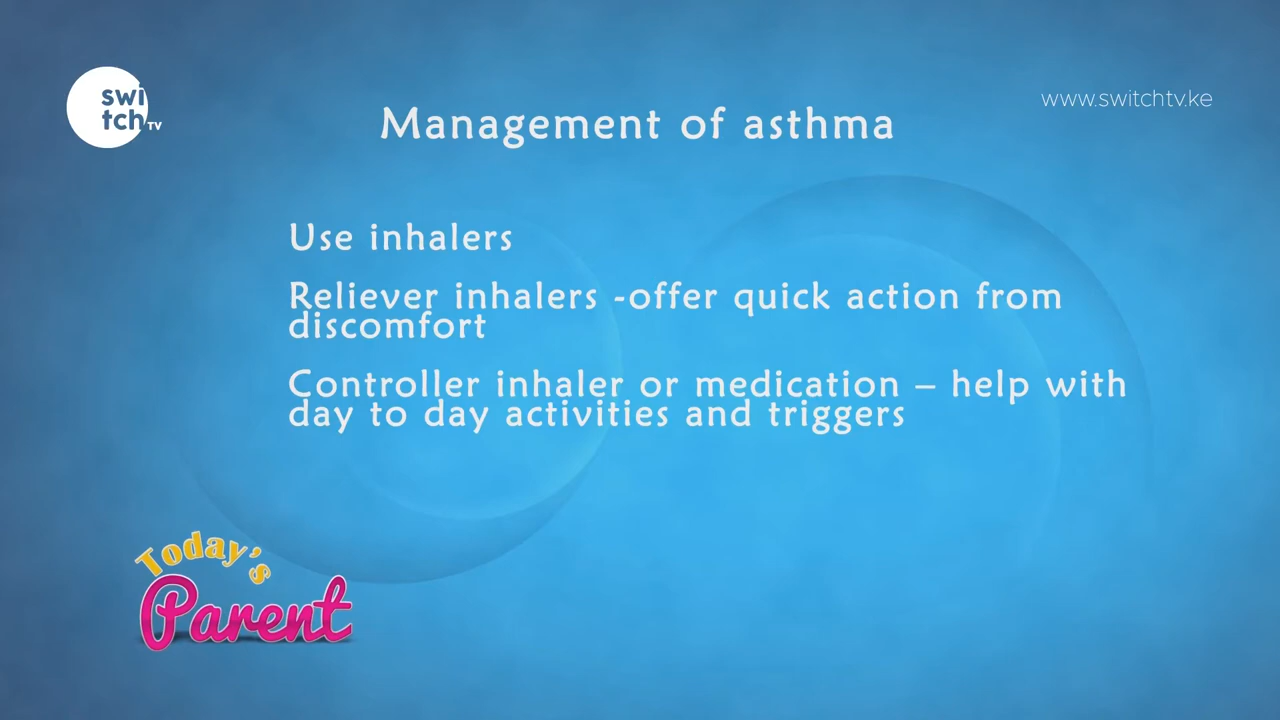 swi
tch TV
www.switchtv.ke
Management of asthma
Use inhalers
Reliever inhalers -offer quick action from
discomfort
Controller inhaler or medication – help with
day to day activities and triggers
Today's
Parent